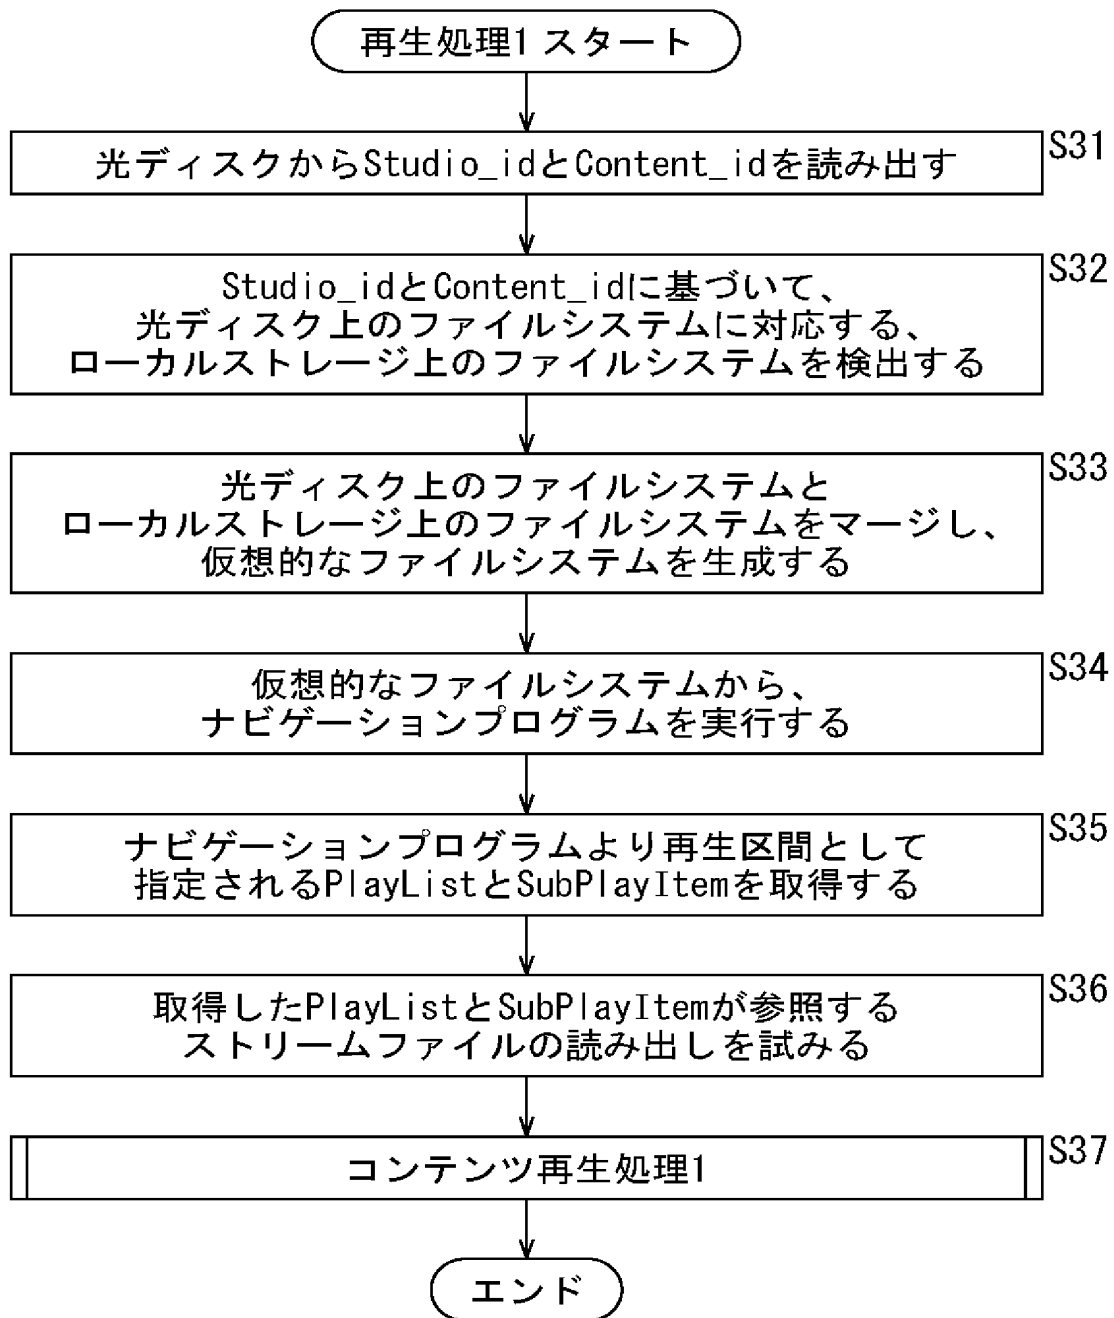 再生処理1 スタート
S31
光ディスクからStudio_idとContent_idを読み出す
S32
Studio_idとContent_idに基づいて、
光ディスク上のファイルシステムに対応する、
ローカルストレージ上のファイルシステムを検出する
S33
光ディスク上のファイルシステムと
ローカルストレージ上のファイルシステムをマージし、
仮想的なファイルシステムを生成する
S34
仮想的なファイルシステムから、
ナビゲーションプログラムを実行する
S35
ナビゲーションプログラムより再生区間として
指定されるPlayListとSubPlayItemを取得する
S36
取得したPlayListとSubPlayItemが参照する
ストリームファイルの読み出しを試みる
S37
コンテンツ再生処理1
エンド